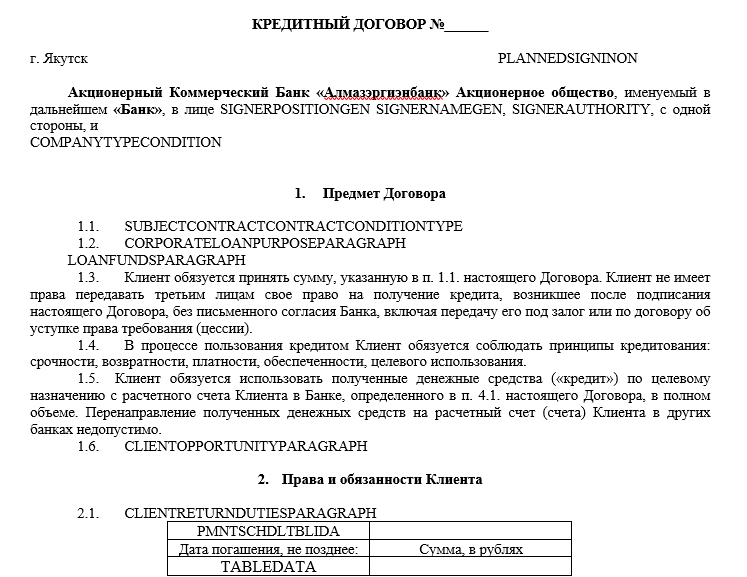 КРЕДИТНЫЙ ДОГОВОР №______
г. Якутск PLANNEDSIGNINON
Акционерный Коммерческий Банк «Алмазэргиэнбанк» Акционерное общество, именуемый в
дальнейшем «Банк», в лице SIGNERPOSITIONGEN SIGNERNAMEGEN, SIGNERAUTHORITY, с одной
стороны, и
COMPANYTYPECONDITION
1. Предмет Договора
1.1. SUBJECTCONTRACTCONTRACTCONDITIONTYPE
1.2. CORPORATELOANPURPOSEPARAGRAPH
LOANFUNDSPARAGRAPH
1.3. Клиент обязуется принять сумму, указанную в п. 1.1. настоящего Договора. Клиент не имеет
права передавать третьим лицам свое право на получение кредита, возникшее после подписания
настоящего Договора, без письменного согласия Банка, включая передачу его под залог или по договору об
уступке права требования (цессии).
1.4. В процессе пользования кредитом Клиент обязуется соблюдать принципы кредитования:
срочности, возвратности, платности, обеспеченности, целевого использования.
1.5. Клиент обязуется использовать полученные денежные средства («кредит») по целевому
назначению с расчетного счета Клиента в Банке, определенного в п. 4.1. настоящего Договора, в полном
объеме. Перенаправление полученных денежных средств на расчетный счет (счета) Клиента в других
банках недопустимо.
1.6. CLIENTOPPORTUNITYPARAGRAPH
2. Права и обязанности Клиента
2.1. CLIENTRETURNDUTIESPARAGRAPH
PMNTSCHDLTBLIDA
Дата погашения, не позднее: Сумма, в рублях
TABLEDATA